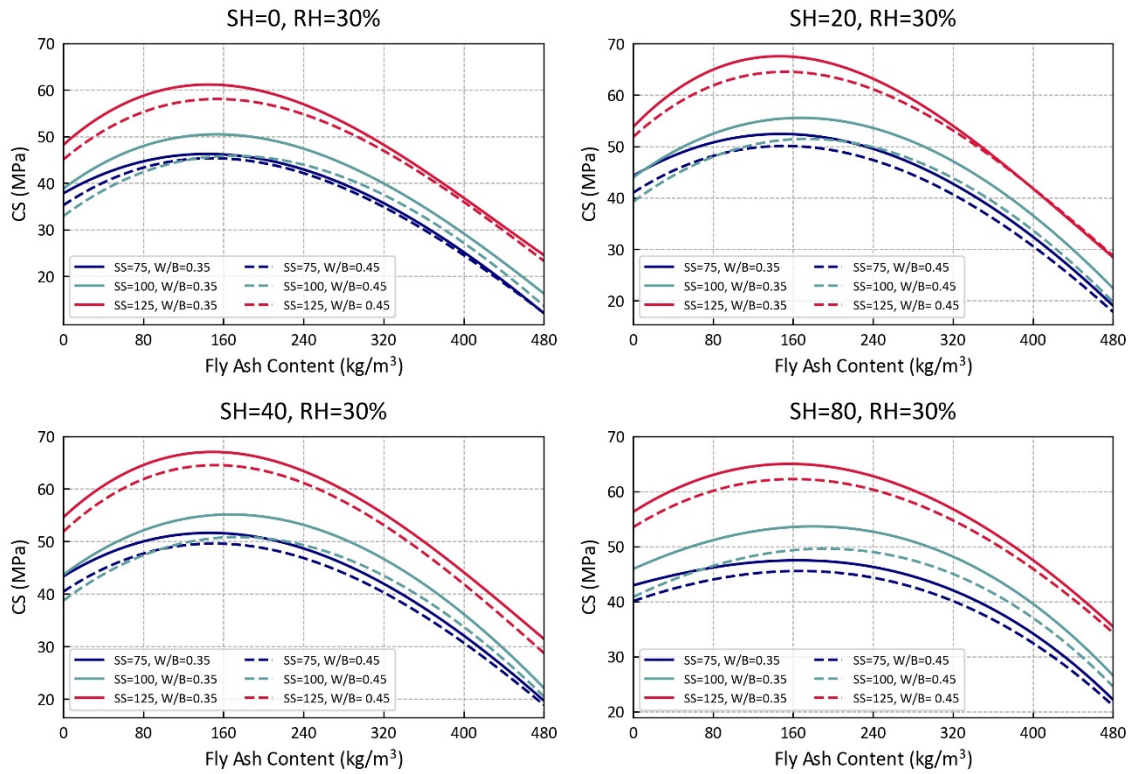 SH=0, RH=30%
CS (MPa)
70
60
50
40
30
20
SS=75, W/B=0.35
SS=100, W/B=0.35
SS=125, W/B=0.35
SS=75, W/B=0.45
SS=100, W/B=0.45
SS=125, W/B= 0.45
0 80 160 240 320 400 480
Fly Ash Content (kg/m³)
SH=20, RH=30%
CS (MPa)
70
60
50
40
30
20
SS=75, W/B=0.35
SS=100, W/B=0.35
SS=125, W/B=0.35
SS=75, W/B=0.45
SS=100, W/B=0.45
SS=125, W/B= 0.45
0 80 160 240 320 400 480
Fly Ash Content (kg/m³)
SH=40, RH=30%
CS (MPa)
70
60
50
40
30
20
SS=75, W/B=0.35
SS=100, W/B=0.35
SS=125, W/B=0.35
SS=75, W/B=0.45
SS=100, W/B=0.45
SS=125, W/B= 0.45
0 80 160 240 320 400 480
Fly Ash Content (kg/m³)
SH=80, RH=30%
CS (MPa)
70
60
50
40
30
20
SS=75, W/B=0.35
SS=100, W/B=0.35
SS=125, W/B=0.35
SS=75, W/B=0.45
SS=100, W/B=0.45
SS=125, W/B= 0.45
0 80 160 240 320 400 480
Fly Ash Content (kg/m³)